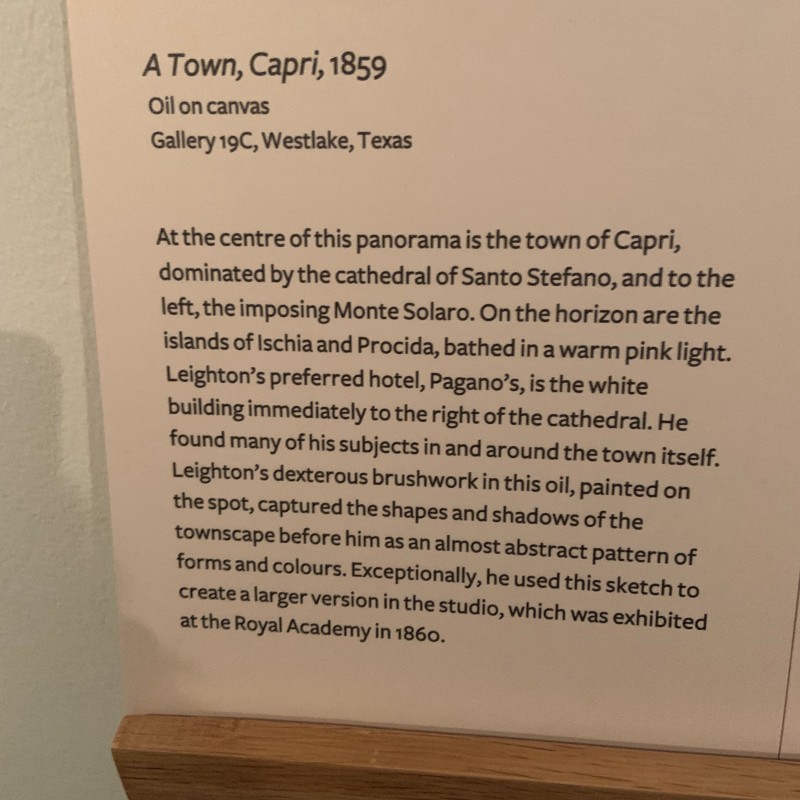 A Town, Capri, 1859
Oil on canvas
Gallery 19C, Westlake, Texas
At the centre of this panorama is the town of Capri,
dominated by the cathedral of Santo Stefano, and to the
left, the imposing Monte Solaro. On the horizon are the
islands of Ischia and Procida, bathed in a warm pink light.
Leighton's preferred hotel, Pagano's, is the white
building immediately to the right of the cathedral. He
found many of his subjects in and around the town itself.
Leighton's dexterous brushwork in this oil, painted on
the spot, captured the shapes and shadows of the
townscape before him as an almost abstract pattern of
forms and colours. Exceptionally, he used this sketch to
create a larger version in the studio, which was exhibited
at the Royal Academy in 1860.